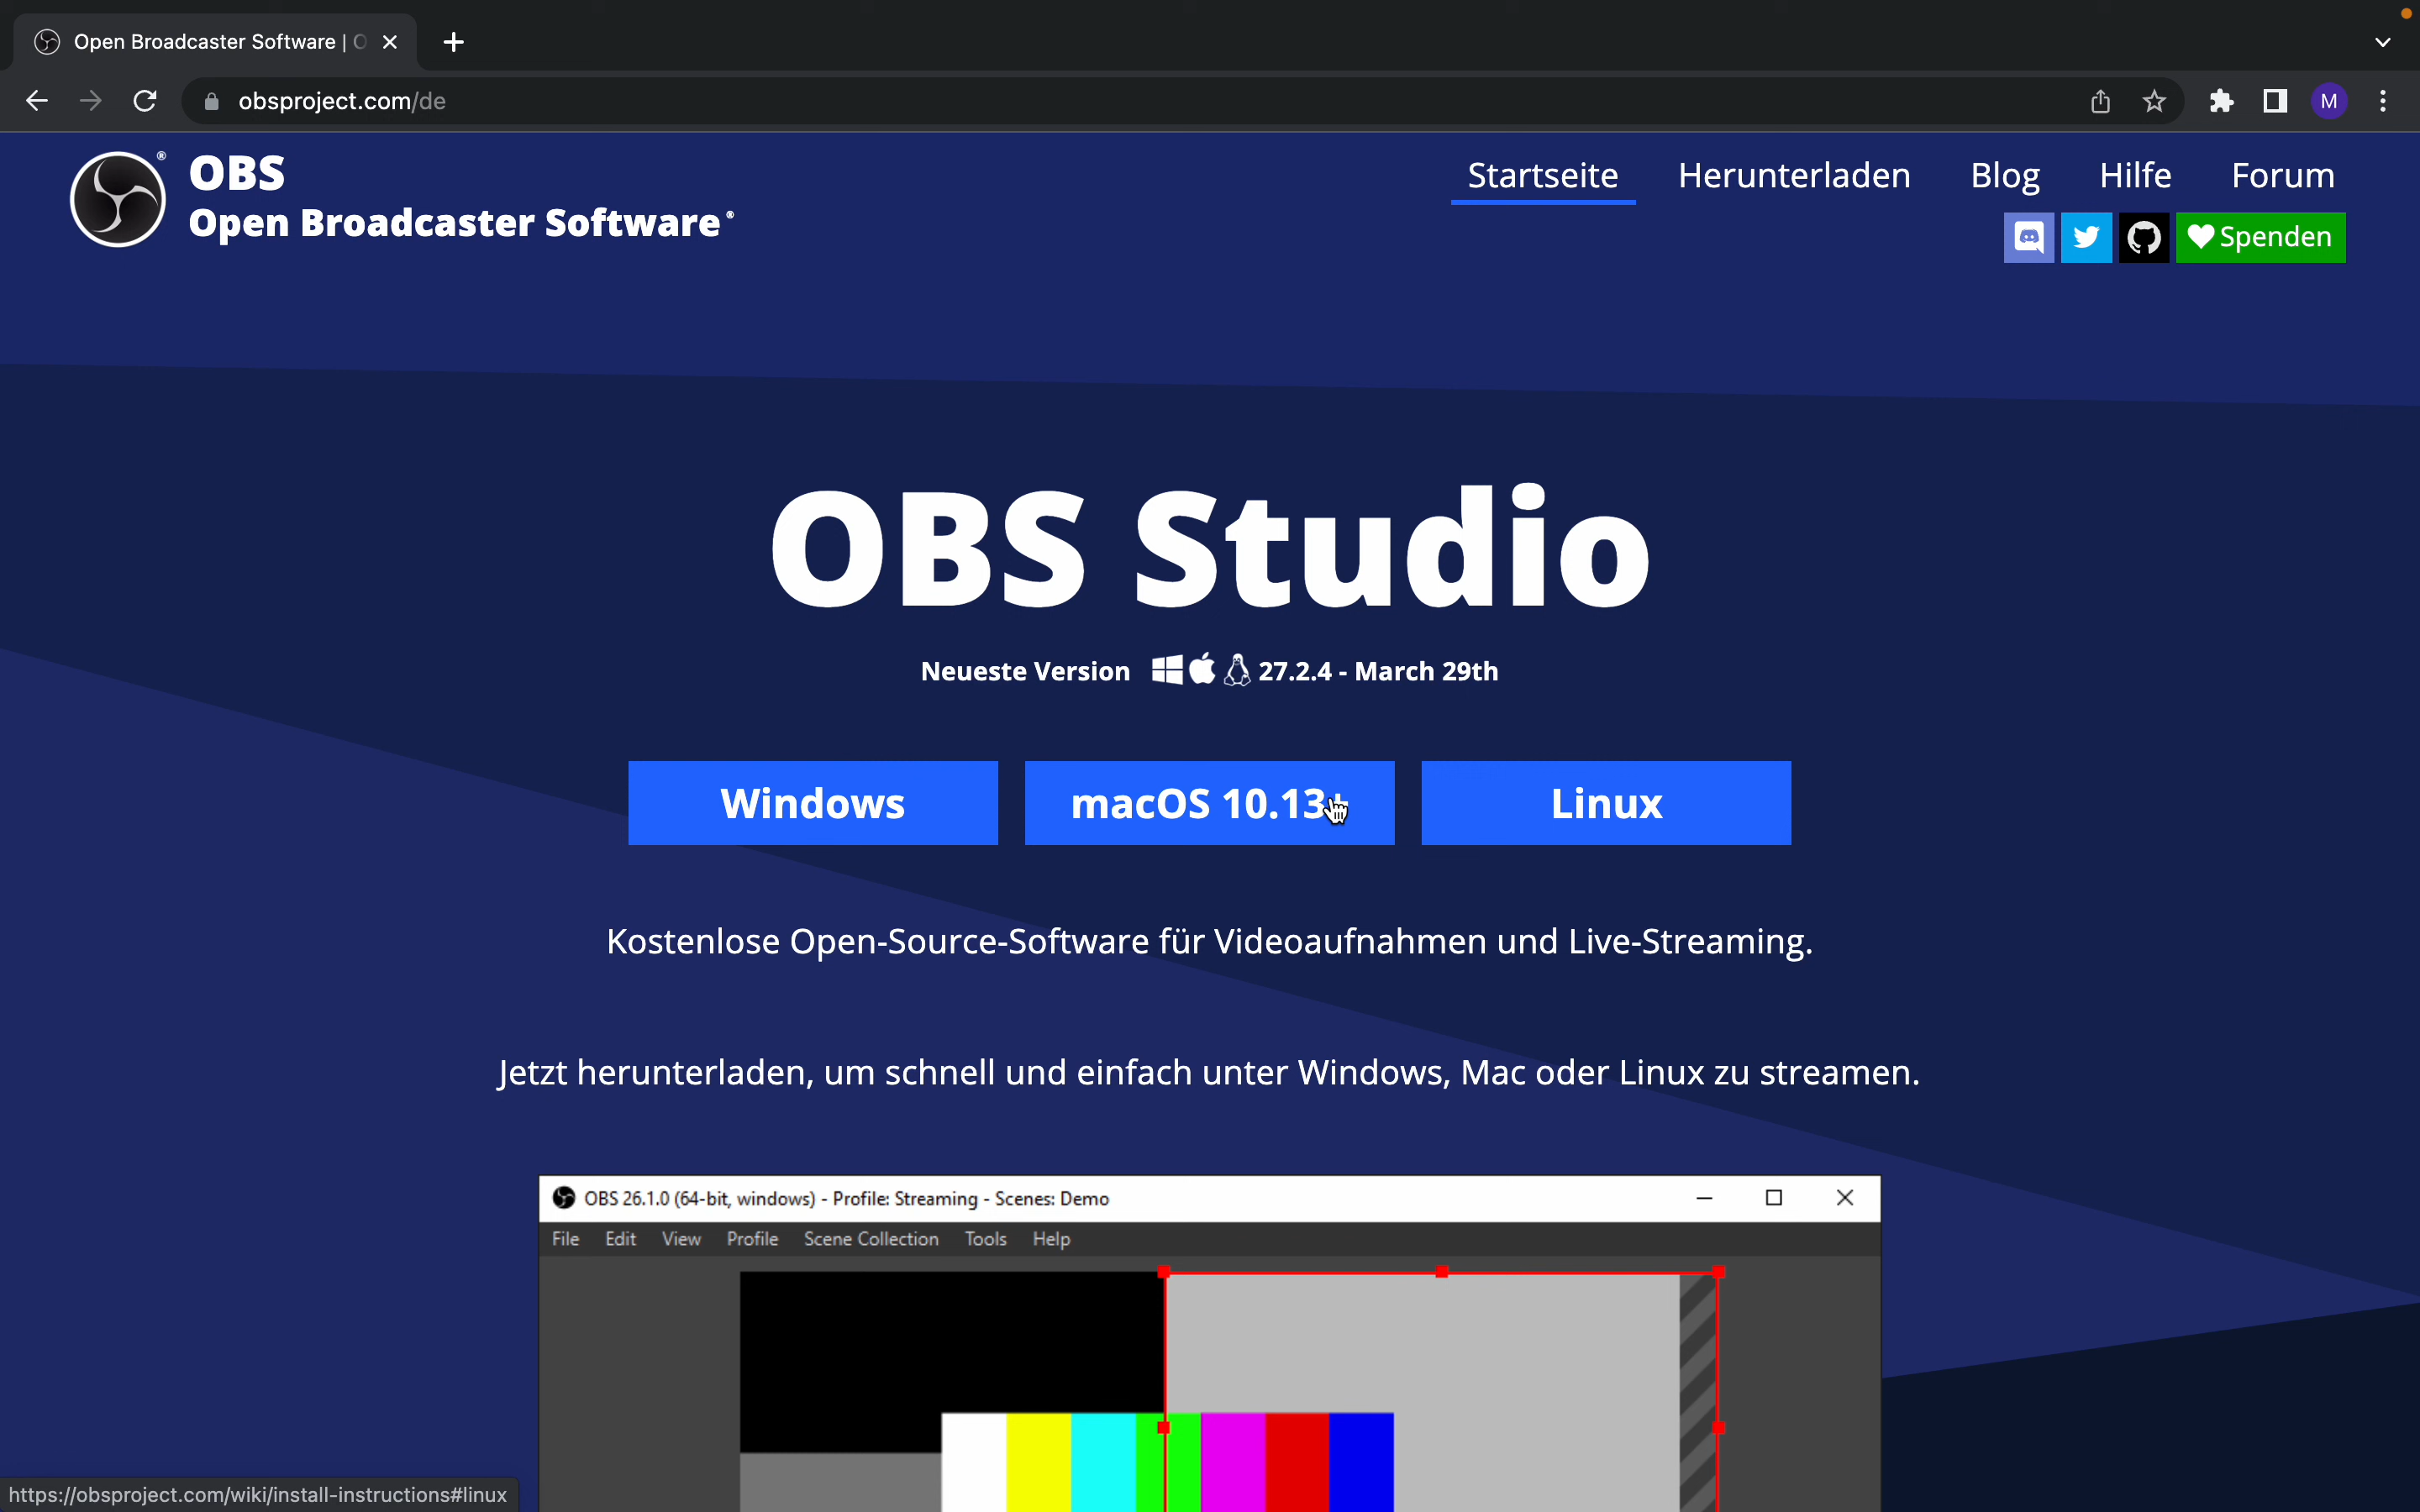 Open Broadcaster Software | O
obsproject.com/de
M
OBS
Open Broadcaster Software®
Startseite Herunterladen Blog Hilfe Forum
Spenden
OBS Studio
Neueste Version 27.2.4 - March 29th
Windows macOS 10.13+ Linux
Kostenlose Open-Source-Software für Videoaufnahmen und Live-Streaming.
Jetzt herunterladen, um schnell und einfach unter Windows, Mac oder Linux zu streamen.
OBS 26.1.0 (64-bit, windows) - Profile: Streaming - Scenes: Demo
File Edit View Profile Scene Collection Tools Help
https://obsproject.com/wiki/install-instructions#linux